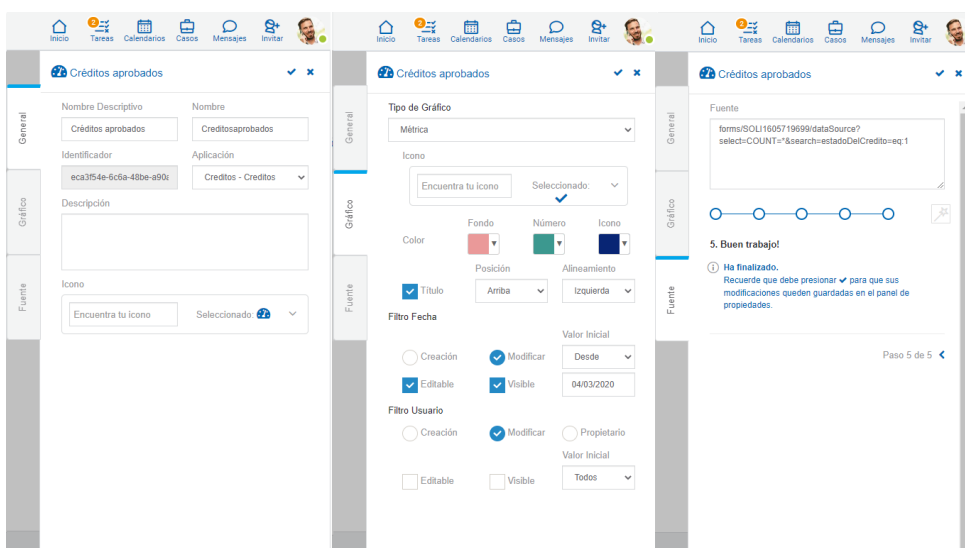 2
Inicio Tareas Calendarios Casos Mensajes Invitar
Créditos aprobados
General
Gráfico
Fuente
Nombre Descriptivo Nombre
Créditos aprobados Creditosaprobados
Identificador Aplicación
eca3f54e-6c6a-48be-a90a Creditos - Creditos
Descripción
Icono
Encuentra tu icono Seleccionado:
2
Inicio Tareas Calendarios Casos Mensajes Invitar
Créditos aprobados
General
Gráfico
Fuente
Tipo de Gráfico
Métrica
Icono
Encuentra tu icono Seleccionado:
Fondo Número Icono
Color
Posición Alineamiento
Título Arriba Izquierda
Filtro Fecha
Valor Inicial
Creación Modificar Desde
Editable Visible 04/03/2020
Filtro Usuario
Creación Modificar Propietario
Valor Inicial
Editable Visible Todos
2
Inicio Tareas Calendarios Casos Mensajes Invitar
Créditos aprobados
General
Gráfico
Fuente
Fuente
forms/SOLI1605719699/dataSource?
select=COUNT=*&search=estadoDelCredito=eq:1
5. Buen trabajo!
Ha finalizado.
Recuerde que debe presionar ✔ para que sus
modificaciones queden guardadas en el panel de
propiedades.
Paso 5 de 5